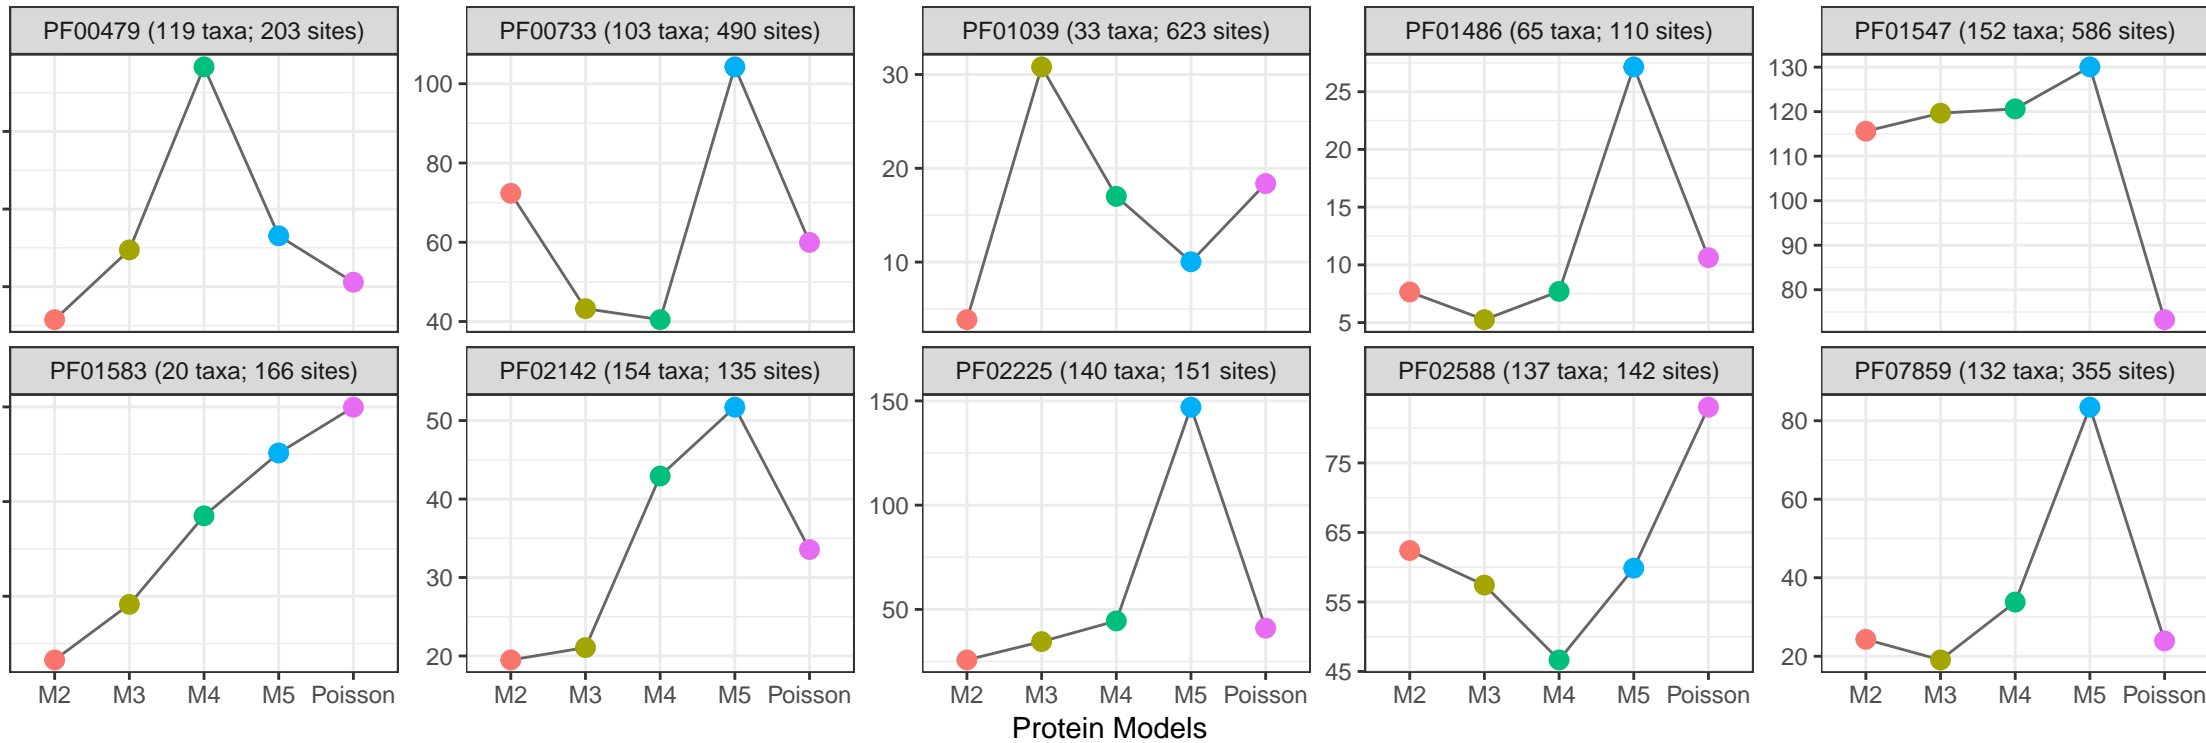 PF00479 (119 taxa; 203 sites)
PF00733 (103 taxa; 490 sites)
PF01039 (33 taxa; 623 sites)
PF01486 (65 taxa; 110 sites)
PF01547 (152 taxa; 586 sites)
100
80
60
40
30
20
10
25
20
15
10
5
130
120
110
100
90
80
PF01583 (20 taxa; 166 sites)
PF02142 (154 taxa; 135 sites)
PF02225 (140 taxa; 151 sites)
PF02588 (137 taxa; 142 sites)
PF07859 (132 taxa; 355 sites)
50
40
30
20
150
100
50
75
65
55
45
80
60
40
20
M2 M3 M4 M5 Poisson
M2 M3 M4 M5 Poisson
M2 M3 M4 M5 Poisson
M2 M3 M4 M5 Poisson
M2 M3 M4 M5 Poisson
Protein Models